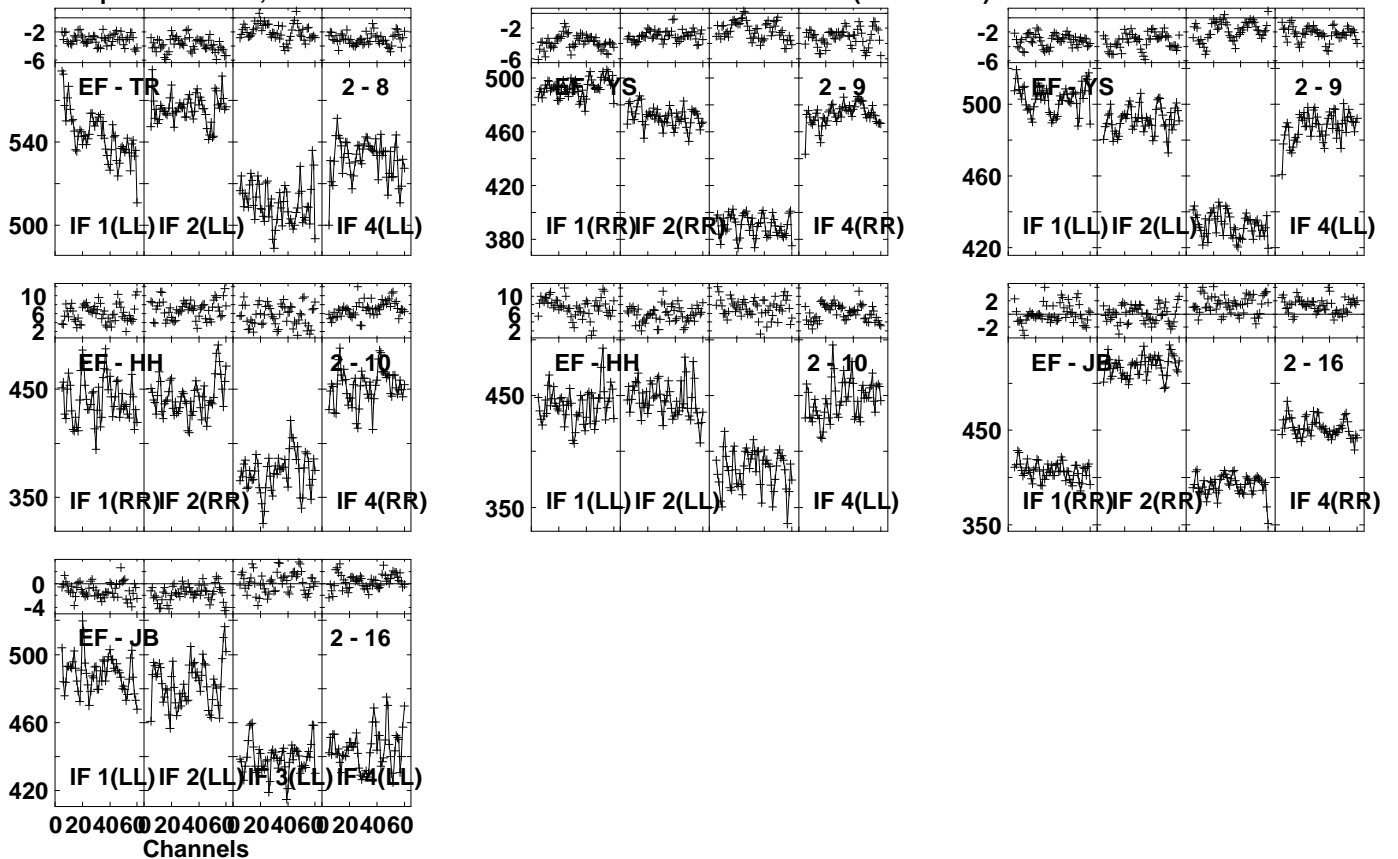 -2
-6
EF - TR 2 - 8
540
500
IF 1(LL) IF 2(LL) IF 4(LL)
-2
-6
500 EF - YS 2 - 9
460
420
380
IF 1(RR) IF 2(RR) IF 4(RR)
-2
-6
EF - YS 2 - 9
500
460
420
IF 1(LL) IF 2(LL) IF 4(LL)
10
6
2
EF - HH 2 - 10
450
350
IF 1(RR) IF 2(RR) IF 4(RR)
10
6
2
EF - HH 2 - 10
450
350
IF 1(LL) IF 2(LL) IF 4(LL)
2
-2
EF - JB 2 - 16
450
350
IF 1(RR) IF 2(RR) IF 4(RR)
0
-4
EF - JB 2 - 16
500
460
420
IF 1(LL) IF 2(LL) IF 3(LL) IF 4(LL)
0 20 40 60 0 20 40 60 0 20 40 60 0 20 40 60
Channels